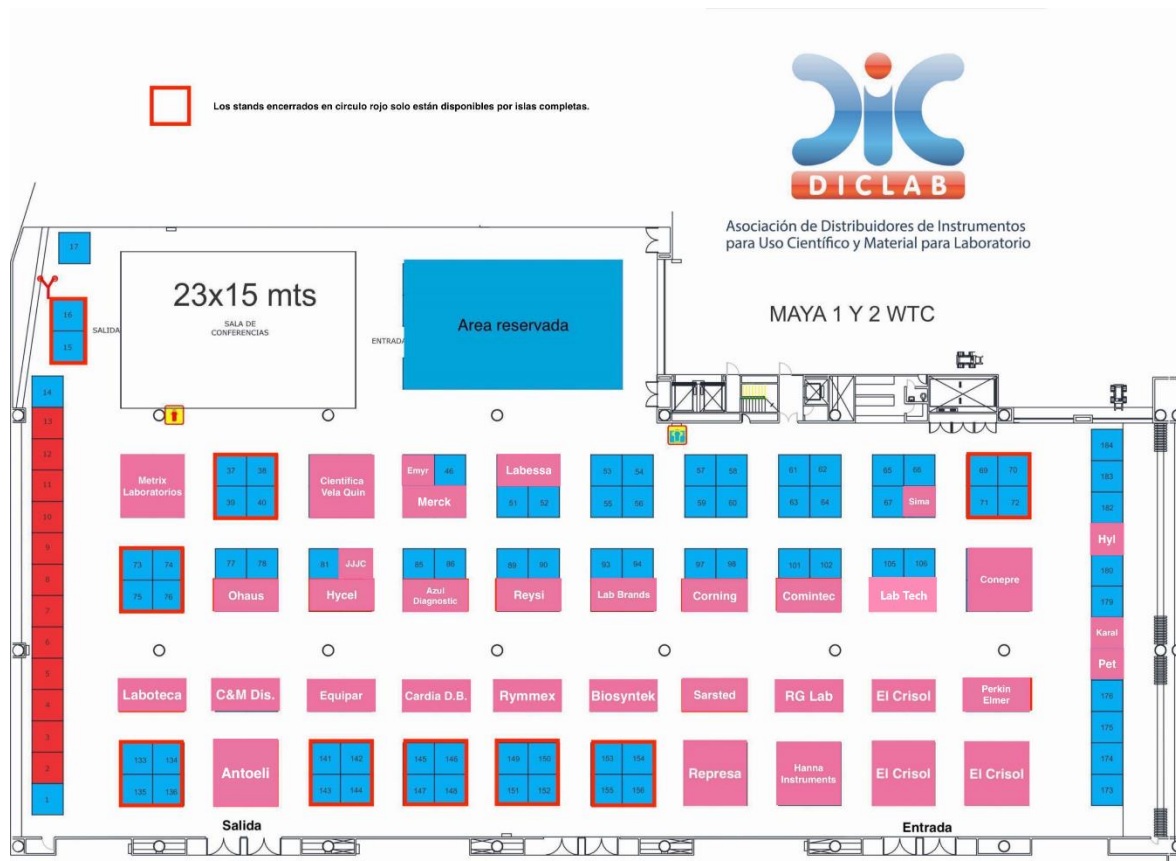 Los stands encerrados en circulo rojo solo están disponibles por islas completas.
DICLAB
Asociación de Distribuidores de Instrumentos
para Uso Científico y Material para Laboratorio
MAYA 1 Y 2 WTC
17
16
15
SALIDA
23x15 mts
SALA DE
CONFERENCIAS
ENTRADA
Area reservada
14
13
12
11
10
9
8
7
6
5
4
3
2
1
Metrix
Laboratorios
37 38
39 40
Científica
Vela Quin
Emyr 46
Merck
Labessa
51 52
53 54
55 56
57 58
59 60
61 62
63 64
65 66
67 Sima
69 70
71 72
73 74
75 76
77 78
Ohaus
81 JJJC
Hycel
85 86
Azul
Diagnostic
89 90
Reysi
93 94
Lab Brands
97 98
Corning
101 102
Comintec
105 106
Lab Tech
Conepre
Laboteca
C&M Dis.
Equipar
Cardia D.B.
Rymmex
Biosyntek
Sarsted
RG Lab
El Crisol
Perkin
Elmer
133 134
135 136
Antoeli
141 142
143 144
145 146
147 148
149 150
151 152
153 154
155 156
Represa
Hanna
Instruments
El Crisol
El Crisol
184
183
182
Hyl
180
179
Karal
Pet
176
175
174
173
Salida
Entrada